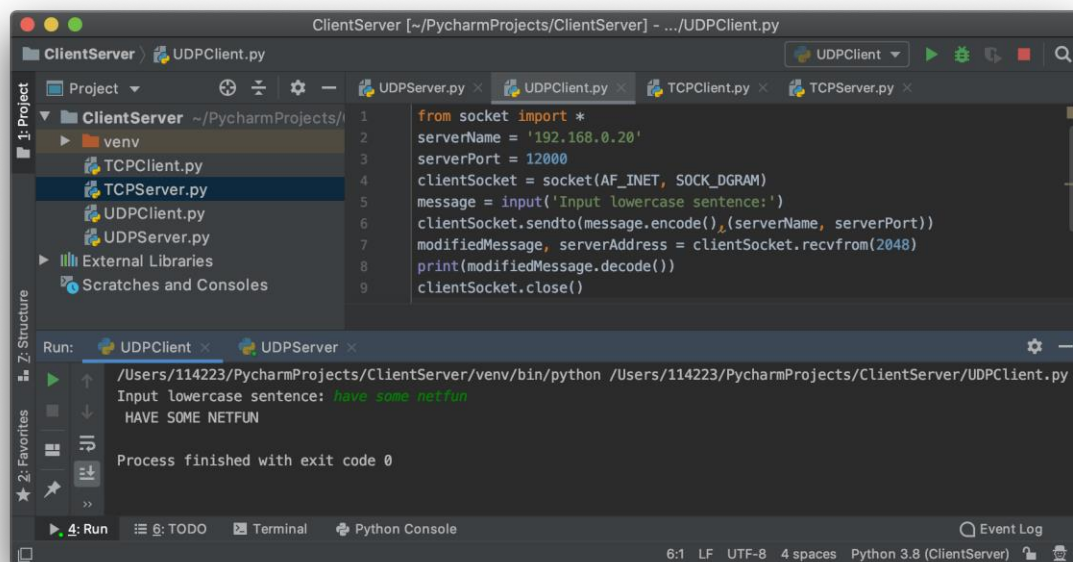 ClientServer [~/PycharmProjects/ClientServer] - .../UDPClient.py
ClientServer UDPClient.py UDPClient
1: Project
Project
UDPServer.py UDPClient.py TCPClient.py TCPServer.py
ClientServer ~/PycharmProjects/
venv
TCPClient.py
TCPServer.py
UDPClient.py
UDPServer.py
External Libraries
Scratches and Consoles
1 from socket import *
2 serverName = '192.168.0.20'
3 serverPort = 12000
4 clientSocket = socket(AF_INET, SOCK_DGRAM)
5 message = input('Input lowercase sentence:')
6 clientSocket.sendto(message.encode(),(serverName, serverPort))
7 modifiedMessage, serverAddress = clientSocket.recvfrom(2048)
8 print(modifiedMessage.decode())
9 clientSocket.close()
Z: Structure
2: Favorites
Run: UDPClient UDPServer
/Users/114223/PycharmProjects/ClientServer/venv/bin/python /Users/114223/PycharmProjects/ClientServer/UDPClient.py
Input lowercase sentence: have some netfun
HAVE SOME NETFUN
Process finished with exit code 0
4: Run 6: TODO Terminal Python Console Event Log
6:1 LF UTF-8 4 spaces Python 3.8 (ClientServer)